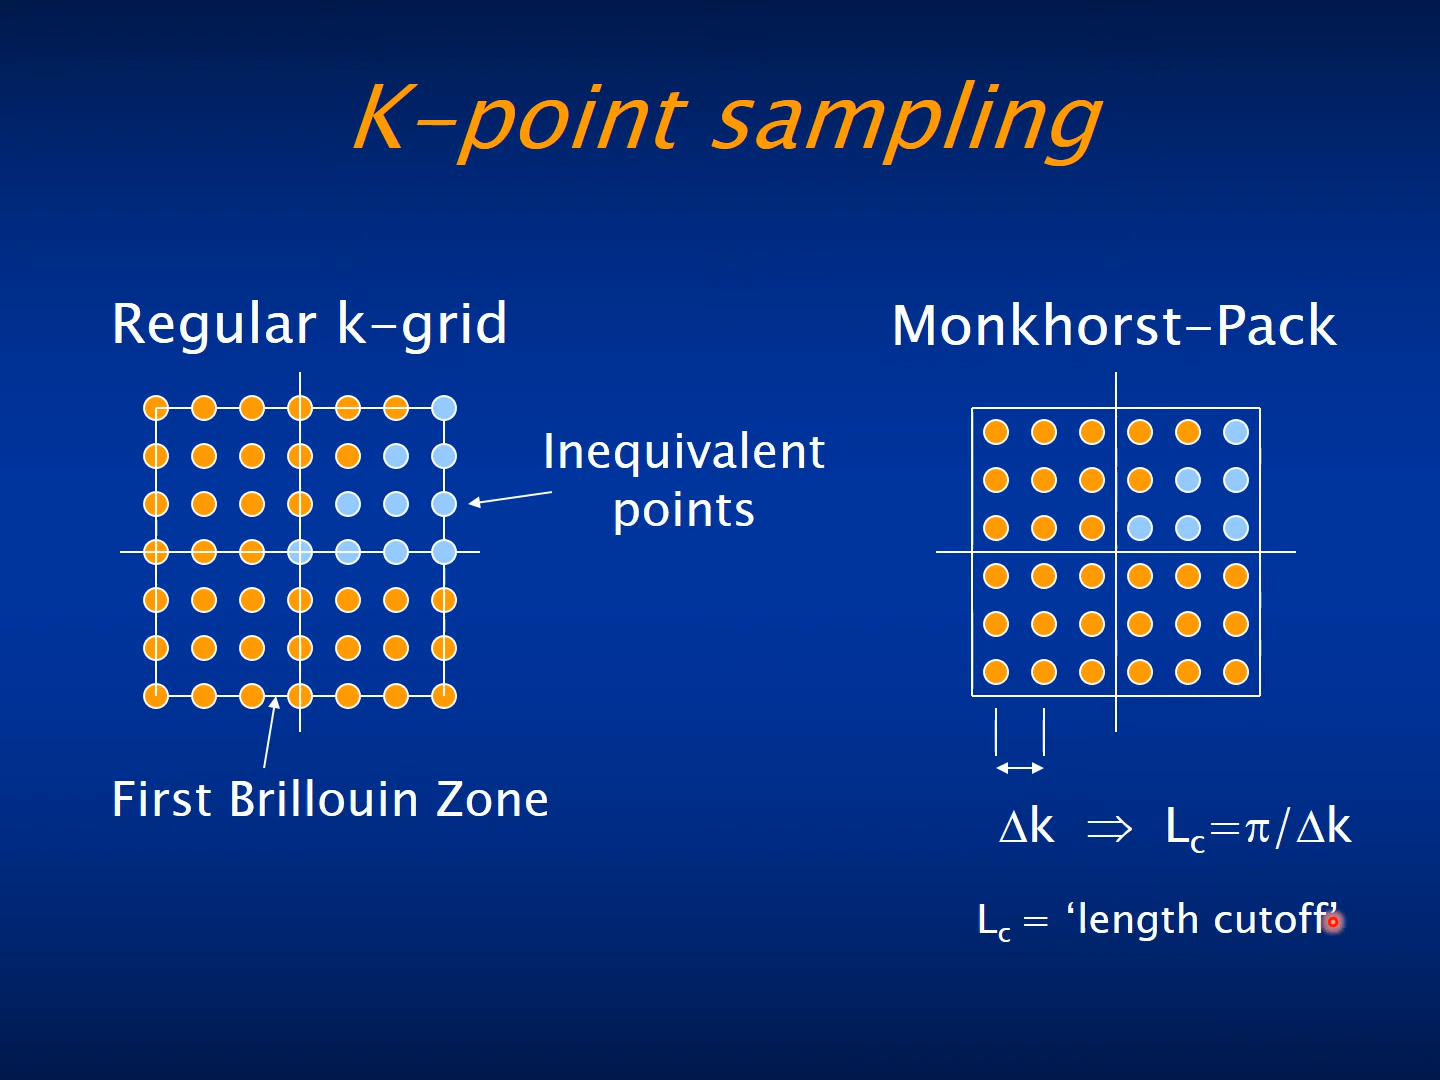 K-point sampling
Regular k-grid
Monkhorst-Pack
Inequivalent
points
First Brillouin Zone
Δk ⇒ Lc=π/Δk
Lc = ‘length cutoff’